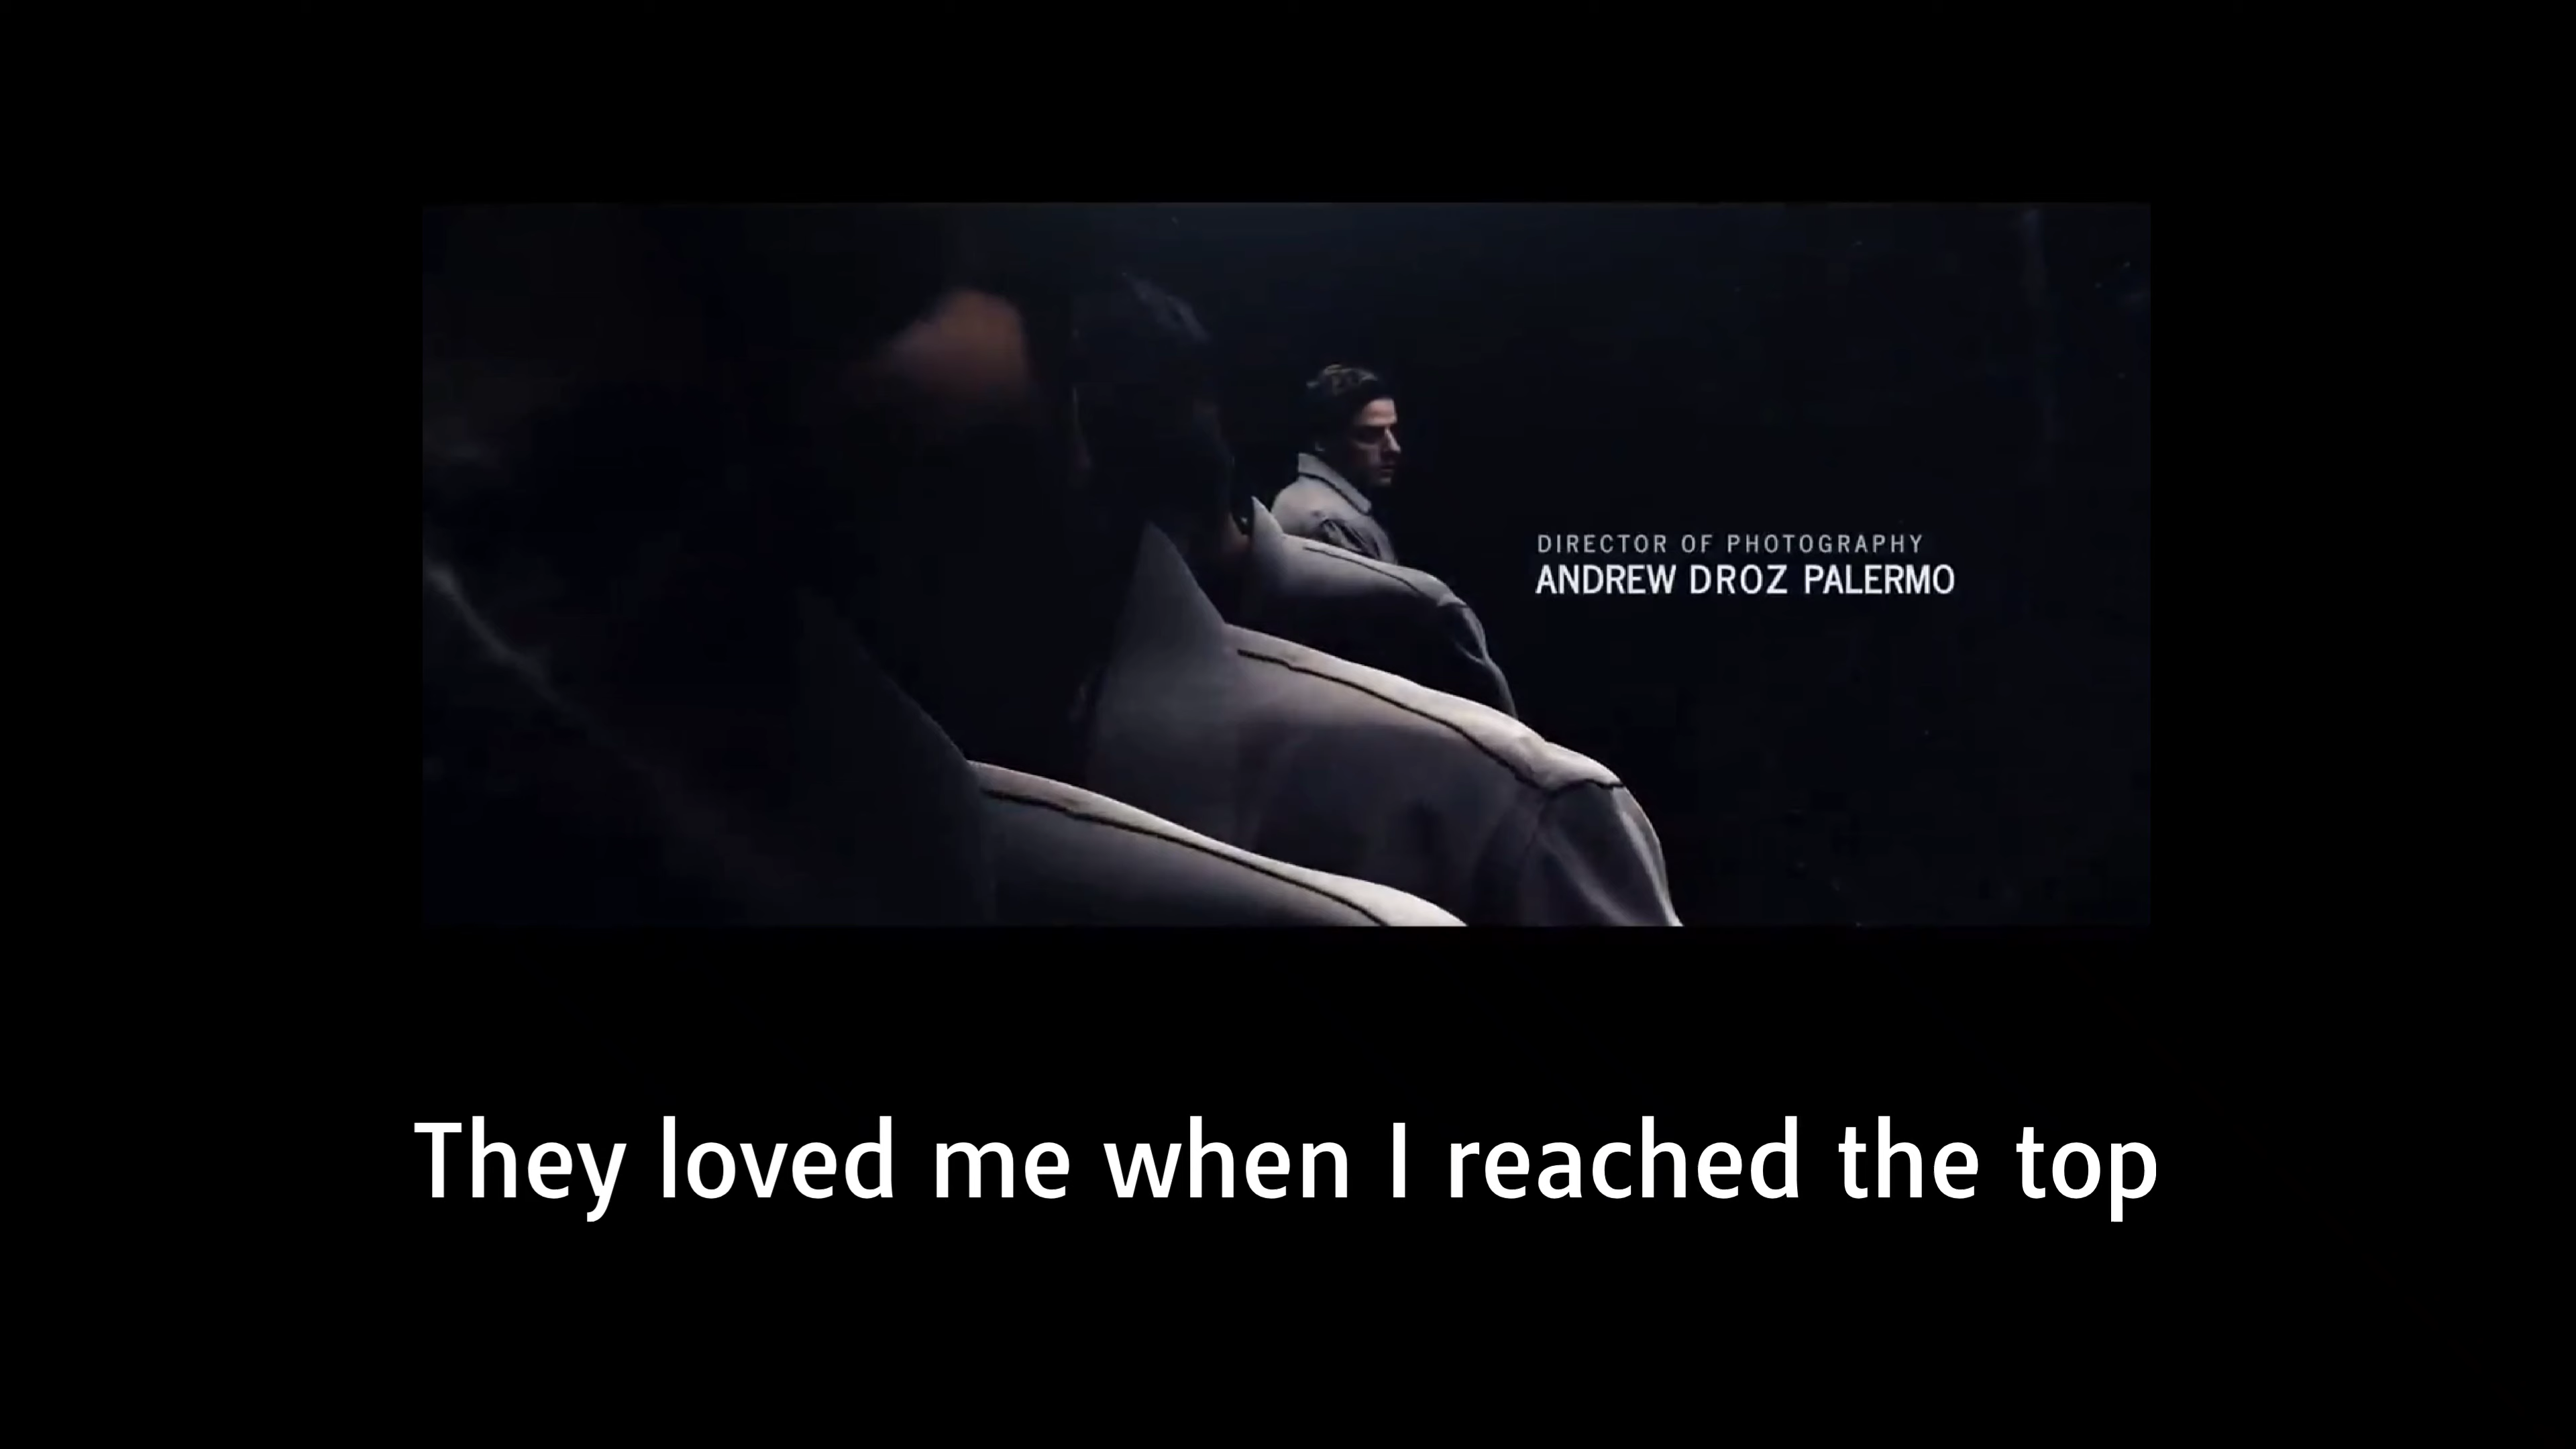 DIRECTOR OF PHOTOGRAPHY
ANDREW DROZ PALERMO
They loved me when I reached the top